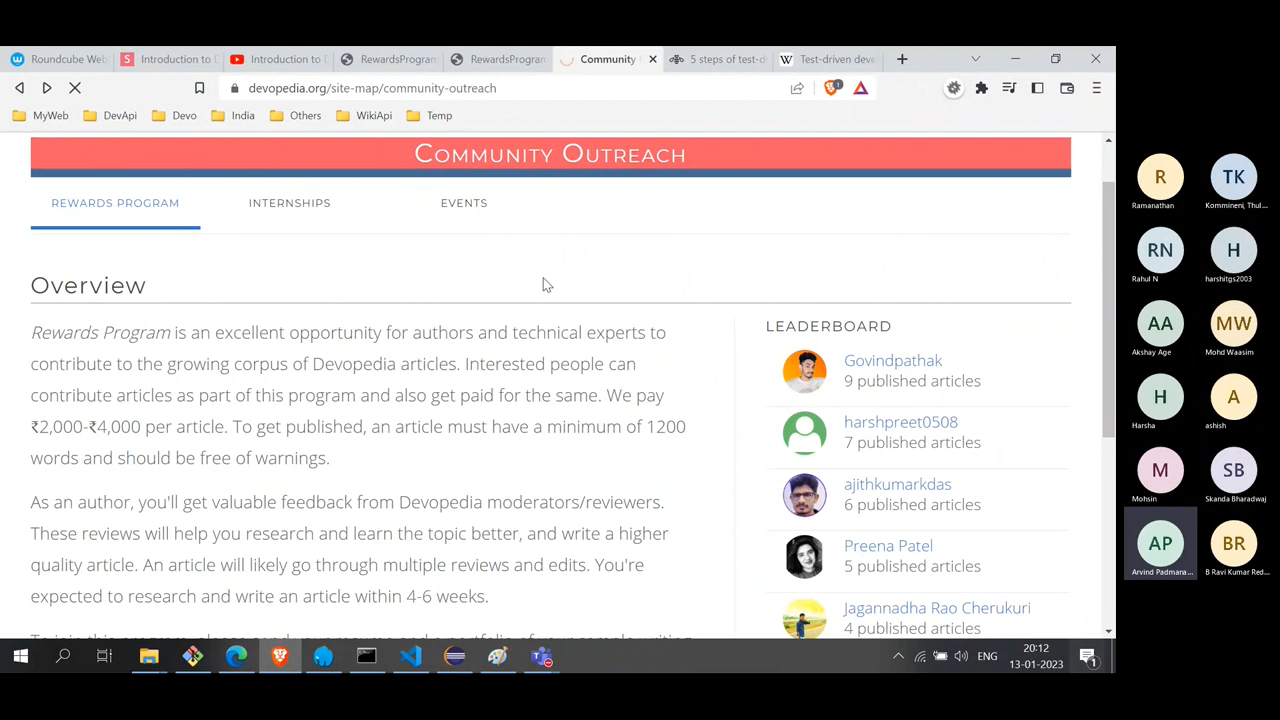 Roundcube Web
Introduction to D
Introduction to D
RewardsProgram
RewardsProgram
Community
5 steps of test-d
Test-driven deve
devopedia.org/site-map/community-outreach
1
MyWeb
DevApi
Devo
India
Others
WikiApi
Temp
COMMUNITY OUTREACH
REWARDS PROGRAM
INTERNSHIPS
EVENTS
Overview
Rewards Program is an excellent opportunity for authors and technical experts to
contribute to the growing corpus of Devopedia articles. Interested people can
contribute articles as part of this program and also get paid for the same. We pay
₹2,000-₹4,000 per article. To get published, an article must have a minimum of 1200
words and should be free of warnings.
As an author, you'll get valuable feedback from Devopedia moderators/reviewers.
These reviews will help you research and learn the topic better, and write a higher
quality article. An article will likely go through multiple reviews and edits. You're
expected to research and write an article within 4-6 weeks.
LEADERBOARD
Govindpathak
9 published articles
harshpreet0508
7 published articles
ajithkumarkdas
6 published articles
Preena Patel
5 published articles
Jagannadha Rao Cherukuri
4 published articles
R
Ramanathan
TK
Kommineni, Thul...
RN
Rahul N
H
harshitgs2003
AA
Akshay Age
MW
Mohd Waasim
H
Harsha
A
ashish
M
Mohsin
SB
Skanda Bharadwaj
AP
Arvind Padmana...
BR
B Ravi Kumar Red...
ENG
20:12
13-01-2023
1